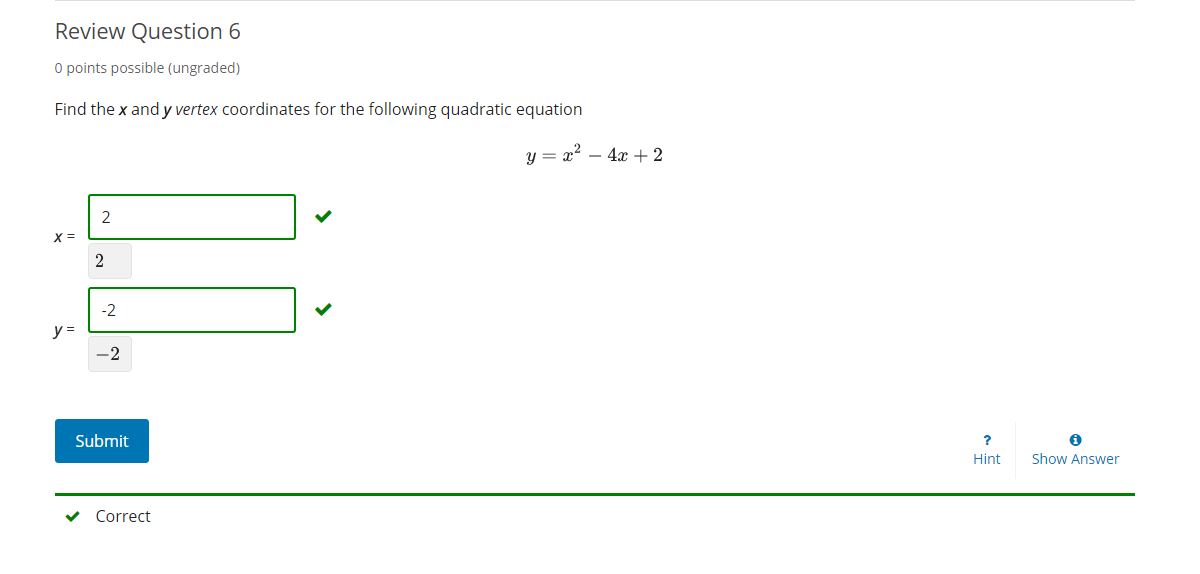 Review Question 6
0 points possible (ungraded)
Find the x and y vertex coordinates for the following quadratic equation
y = x² − 4x + 2
2
x =
2
-2
y =
−2
Submit
?
Hint
Show Answer
Correct